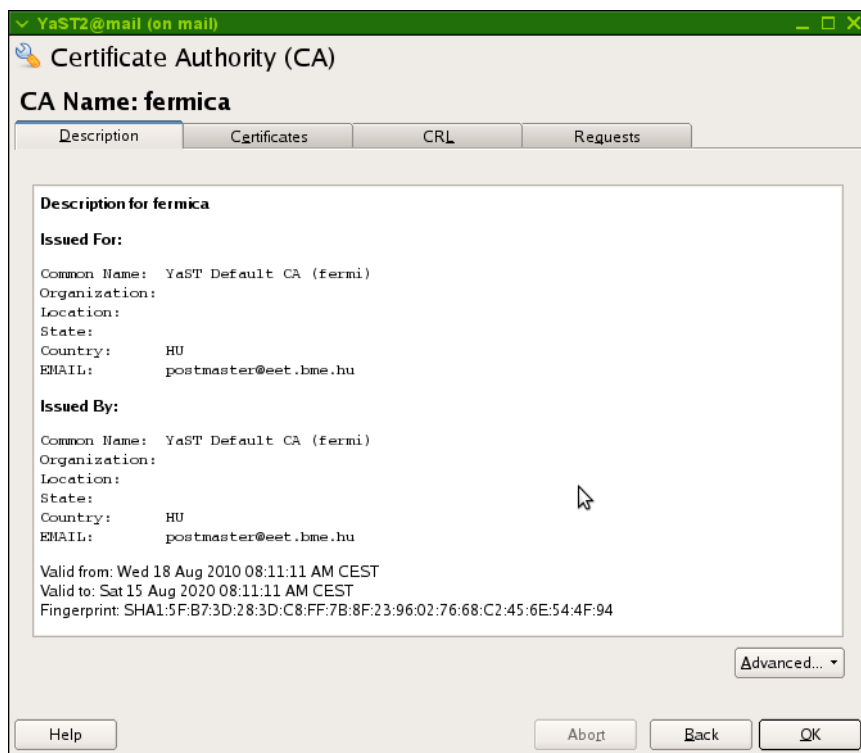 YaST2@mail (on mail)
Certificate Authority (CA)
CA Name: fermica
Description Certificates CRL Requests
Description for fermica
Issued For:
Common Name: YaST Default CA (fermi)
Organization:
Location:
State:
Country: HU
EMAIL: postmaster@eet.bme.hu
Issued By:
Common Name: YaST Default CA (fermi)
Organization:
Location:
State:
Country: HU
EMAIL: postmaster@eet.bme.hu
Valid from: Wed 18 Aug 2010 08:11:11 AM CEST
Valid to: Sat 15 Aug 2020 08:11:11 AM CEST
Fingerprint: SHA1:5F:B7:3D:28:3D:C8:FF:7B:8F:23:96:02:76:68:C2:45:6E:54:4F:94
Advanced...
Help Abort Back OK